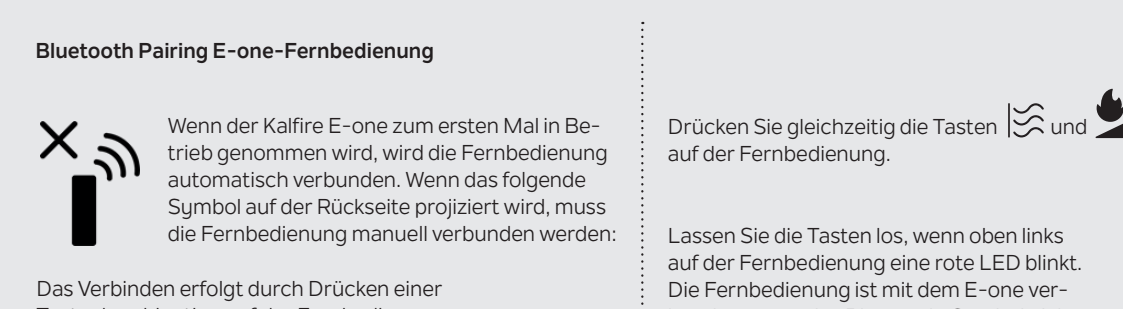 Bluetooth Pairing E-one-Fernbedienung
Wenn der Kalfire E-one zum ersten Mal in Be-
trieb genommen wird, wird die Fernbedienung
automatisch verbunden. Wenn das folgende
Symbol auf der Rückseite projiziert wird, muss
die Fernbedienung manuell verbunden werden:
Das Verbinden erfolgt durch Drücken einer
Drücken Sie gleichzeitig die Tasten und
auf der Fernbedienung.
Lassen Sie die Tasten los, wenn oben links
auf der Fernbedienung eine rote LED blinkt.
Die Fernbedienung ist mit dem E-one ver-